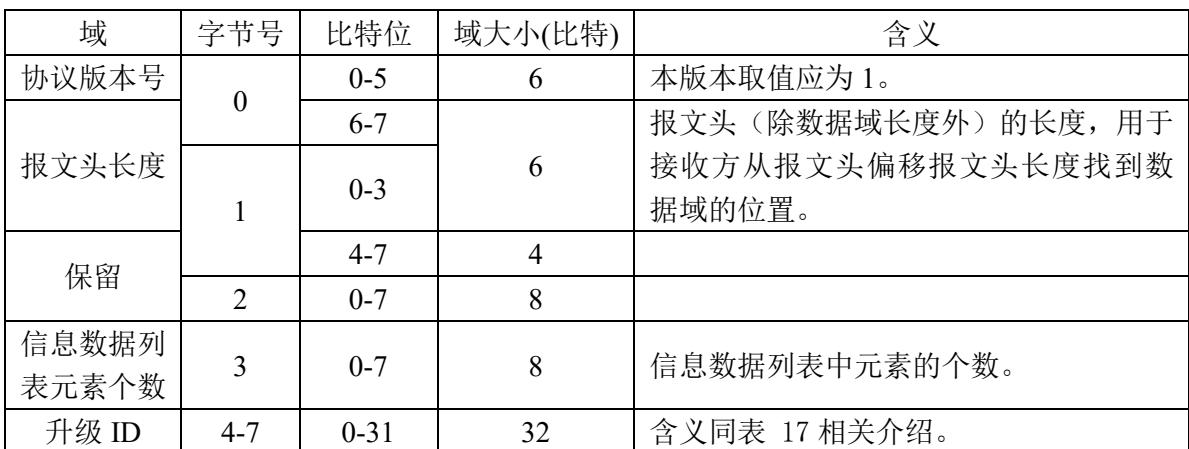 域 字节号 比特位 域大小(比特) 含义
协议版本号 0 0-5 6 本版本取值应为 1。
报文头长度 6-7 6 报文头（除数据域长度外）的长度，用于
1 0-3 接收方从报文头偏移报文头长度找到数
据域的位置。
保留 4-7 4
2 0-7 8
信息数据列
表元素个数 3 0-7 8 信息数据列表中元素的个数。
升级 ID 4-7 0-31 32 含义同表 17 相关介绍。